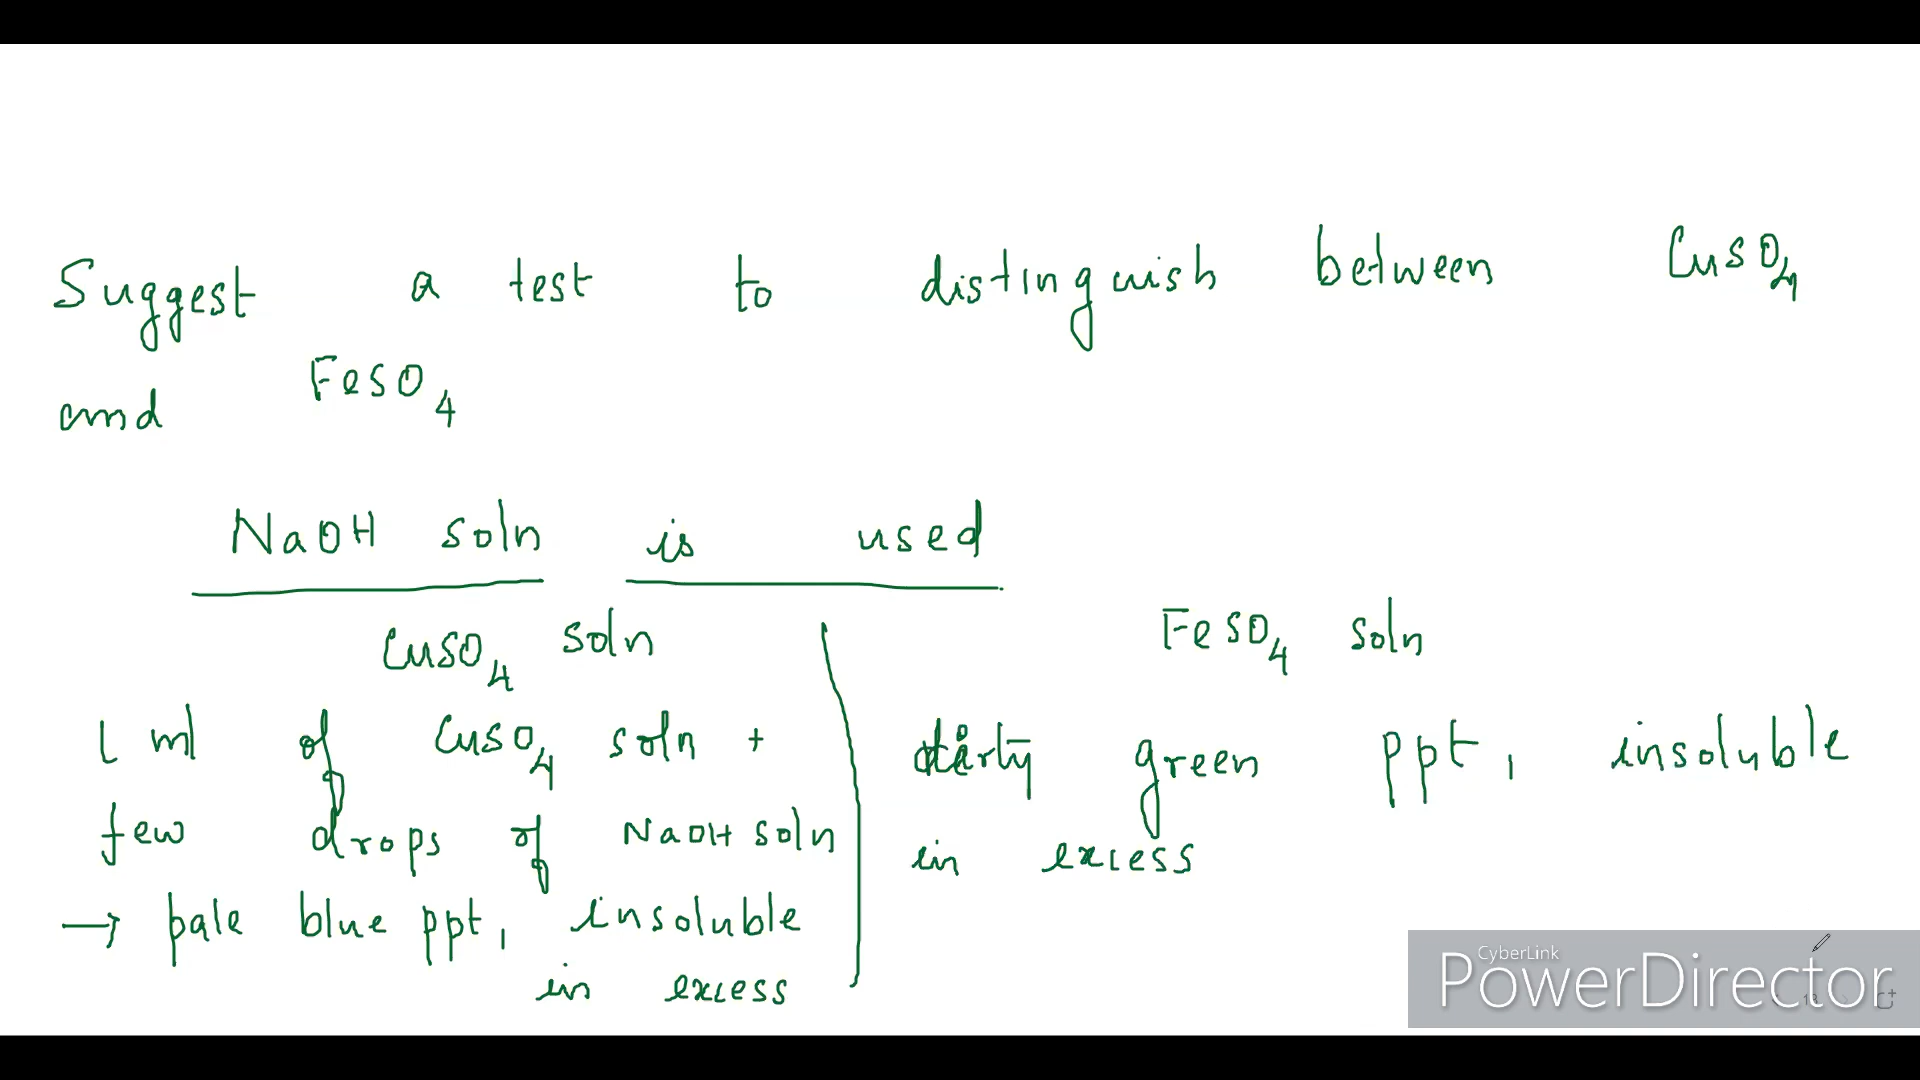 Suggest a test to distinguish between CuSO4
and FeSO4
NaOH soln is used
CuSO4 soln
1 ml of CuSO4 soln +
few drops of NaOH soln
→ pale blue ppt, insoluble
in excess
FeSO4 soln
dirty green ppt, insoluble
in excess
CyberLink
PowerDirector